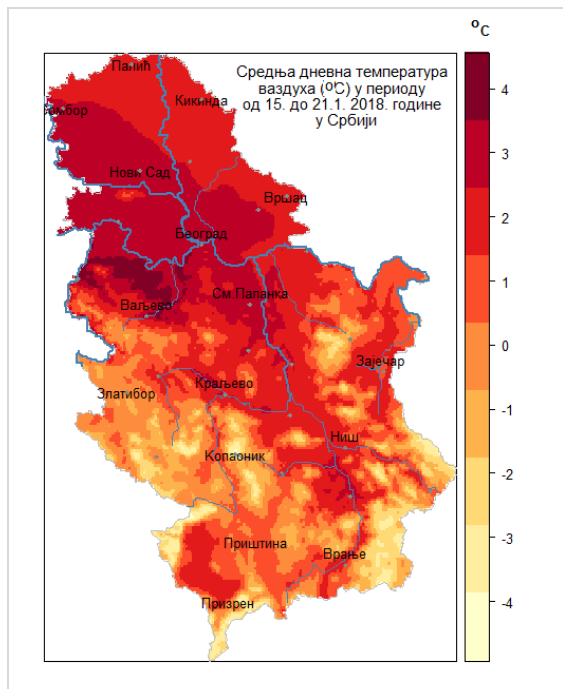 °C
Средња дневна температура
ваздуха (°C) у периоду
од 15. до 21.1. 2018. године
у Србији
Палић
Кикинда
Нови Сад
Вршац
Београд
См.Паланка
Ваљево
Зајечар
Златибор
Краљево
Ниш
Копаоник
Приштина
Врање
Призрен
4
3
2
1
0
-1
-2
-3
-4